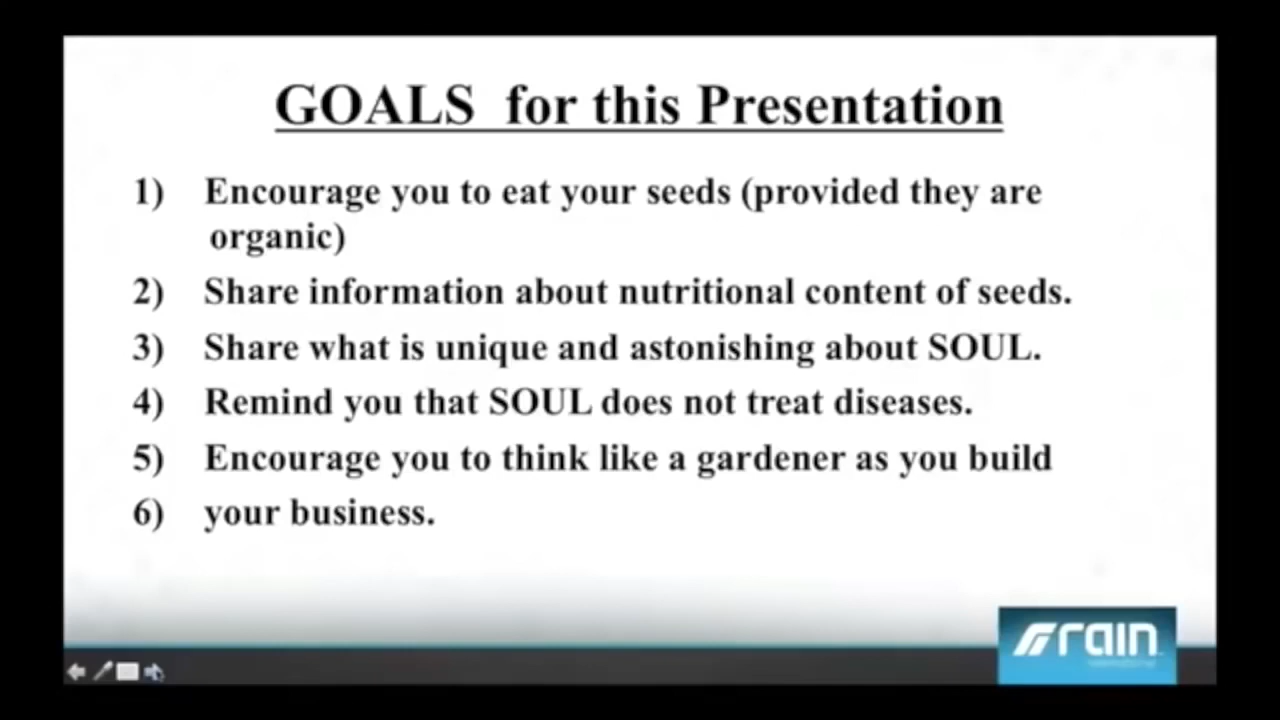 GOALS for this Presentation
1) Encourage you to eat your seeds (provided they are
organic)
2) Share information about nutritional content of seeds.
3) Share what is unique and astonishing about SOUL.
4) Remind you that SOUL does not treat diseases.
5) Encourage you to think like a gardener as you build
6) your business.
rain